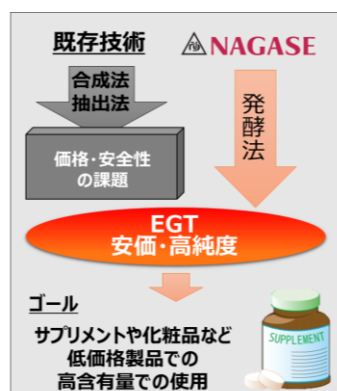 既存技術
NAGASE
合成法
抽出法
発酵法
価格・安全性
の課題
EGT
安価・高純度
ゴール
サプリメントや化粧品など
低価格製品での
高含有量での使用
SUPPLEMENT